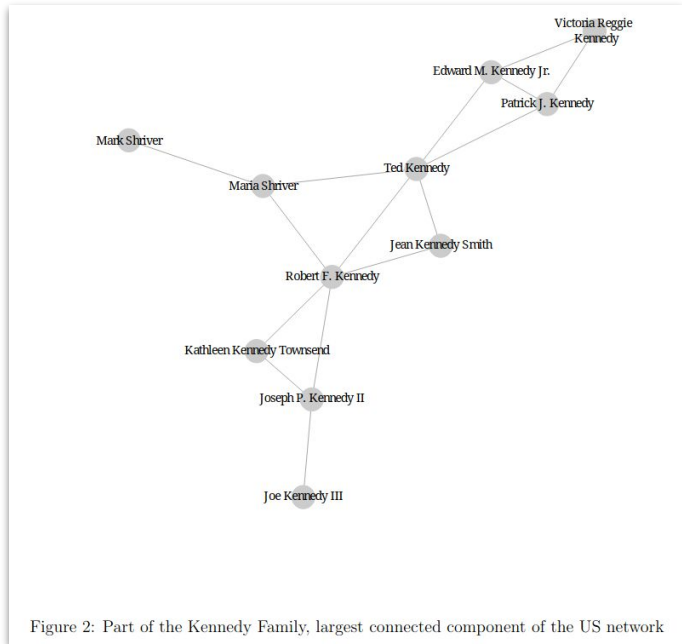 Victoria Reggie
Kennedy
Edward M. Kennedy Jr.
Patrick J. Kennedy
Mark Shriver
Ted Kennedy
Maria Shriver
Jean Kennedy Smith
Robert F. Kennedy
Kathleen Kennedy Townsend
Joseph P. Kennedy II
Joe Kennedy III
Figure 2: Part of the Kennedy Family, largest connected component of the US network